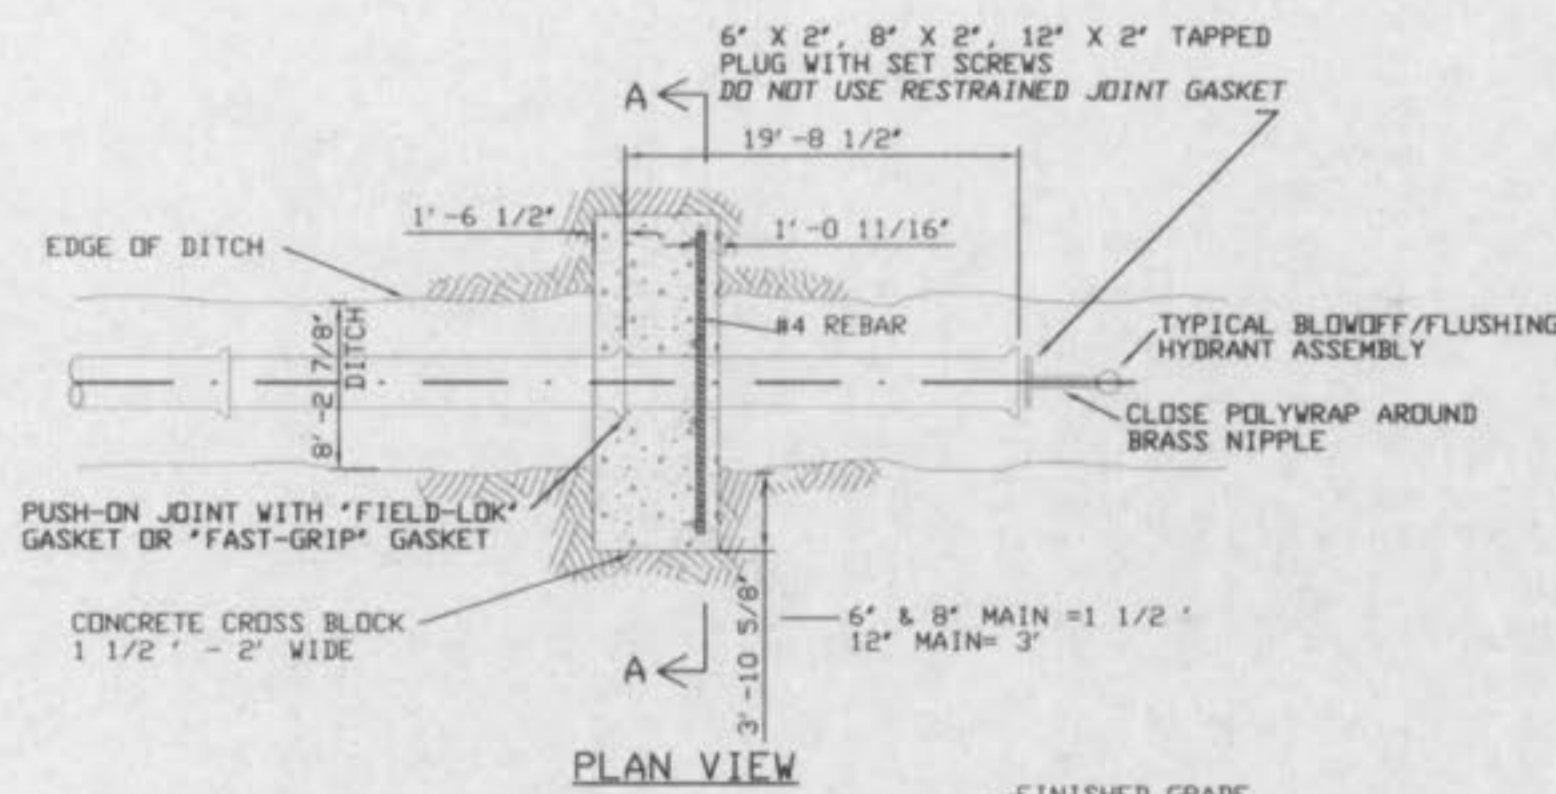 6" X 2", 8" X 2", 12" X 2" TAPPED
PLUG WITH SET SCREWS
DO NOT USE RESTRAINED JOINT GASKET
A
19'-8 1/2"
1'-6 1/2"
1'-0 11/16"
EDGE OF DITCH
8'-2 7/8"
DITCH
#4 REBAR
TYPICAL BLOWOFF/FLUSHING
HYDRANT ASSEMBLY
CLOSE POLYWRAP AROUND
BRASS NIPPLE
PUSH-ON JOINT WITH "FIELD-LOK"
GASKET OR "FAST-GRIP" GASKET
CONCRETE CROSS BLOCK
1 1/2 ' - 2' WIDE
3'-10 5/8"
6" & 8" MAIN =1 1/2 '
12" MAIN= 3'
A
PLAN VIEW
FINISHED GRADE